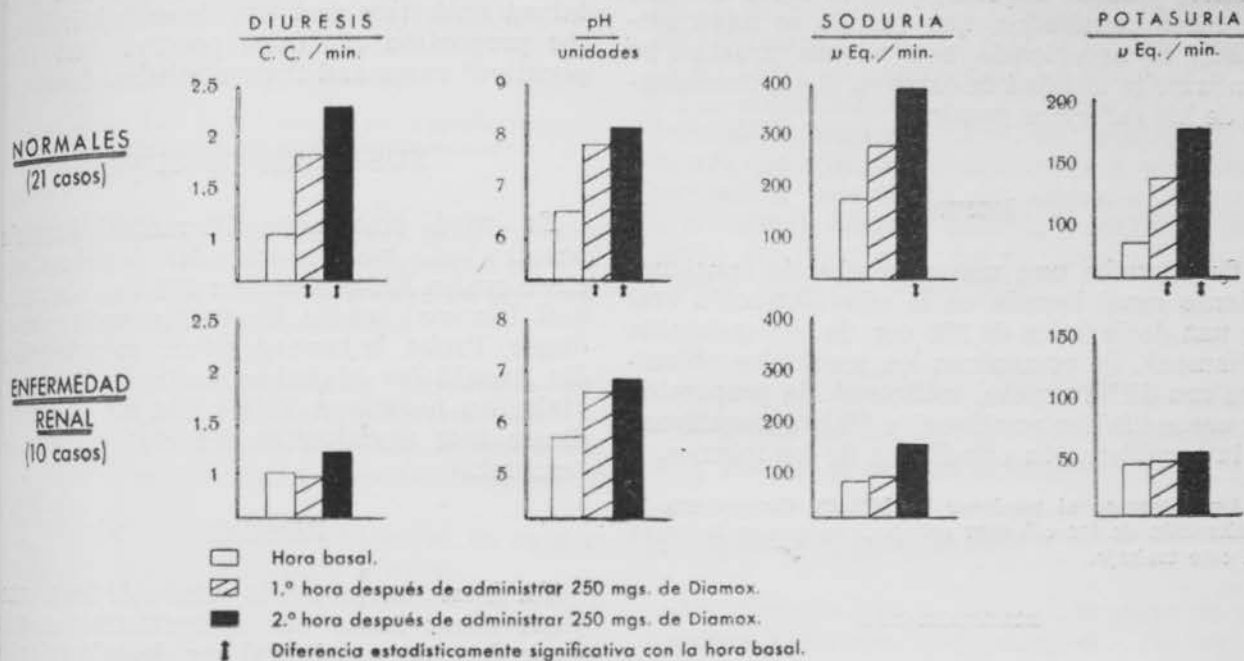 DIURESIS
C. C. / min.
pH
unidades
SODURIA
µ Eq. / min.
POTASURIA
µ Eq. / min.
NORMALES
(21 casos)
2.5
2
1.5
1
9
8
7
6
400
300
200
100
200
150
100
ENFERMEDAD
RENAL
(10 casos)
2.5
2
1.5
1
8
7
6
5
400
300
200
100
150
100
50
Hora basal.
1.º hora después de administrar 250 mgs. de Diamox.
2.º hora después de administrar 250 mgs. de Diamox.
Diferencia estadísticamente significativa con la hora basal.